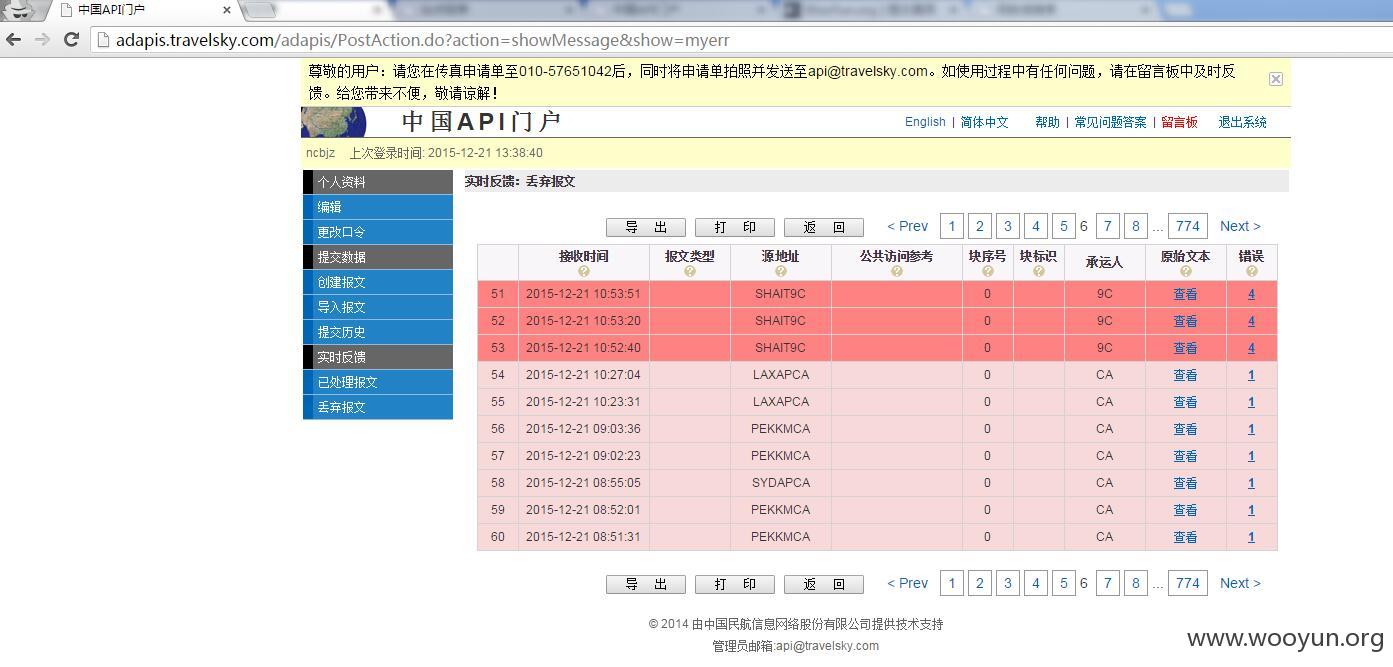 中国API门户
adapis.travelsky.com/adapis/PostAction.do?action=showMessage&show=myerr
尊敬的用户：请您在传真申请单至010-57651042后，同时将申请单拍照并发送至api@travelsky.com。如使用过程中有任何问题，请在留言板中及时反
馈。给您带来不便，敬请谅解！
中国API门户
English | 简体中文 帮助 | 常见问题答案 | 留言板 退出系统
ncbjz 上次登录时间: 2015-12-21 13:38:40
个人资料
编辑
更改口令
提交数据
创建报文
导入报文
提交历史
实时反馈
已处理报文
丢弃报文
实时反馈：丢弃报文
导 出 打 印 返 回 < Prev 1 2 3 4 5 6 7 8 ... 774 Next >
接收时间 报文类型 源地址 公共访问参考 块序号 块标识 承运人 原始文本 错误
51 2015-12-21 10:53:51 SHAIT9C 0 9C 查看 4
52 2015-12-21 10:53:20 SHAIT9C 0 9C 查看 4
53 2015-12-21 10:52:40 SHAIT9C 0 9C 查看 4
54 2015-12-21 10:27:04 LAXAPCA 0 CA 查看 1
55 2015-12-21 10:23:31 LAXAPCA 0 CA 查看 1
56 2015-12-21 09:03:36 PEKKMCA 0 CA 查看 1
57 2015-12-21 09:02:23 PEKKMCA 0 CA 查看 1
58 2015-12-21 08:55:05 SYDAPCA 0 CA 查看 1
59 2015-12-21 08:52:01 PEKKMCA 0 CA 查看 1
60 2015-12-21 08:51:31 PEKKMCA 0 CA 查看 1
导 出 打 印 返 回 < Prev 1 2 3 4 5 6 7 8 ... 774 Next >
© 2014 由中国民航信息网络股份有限公司提供技术支持
管理员邮箱:api@travelsky.com
www.wooyun.org